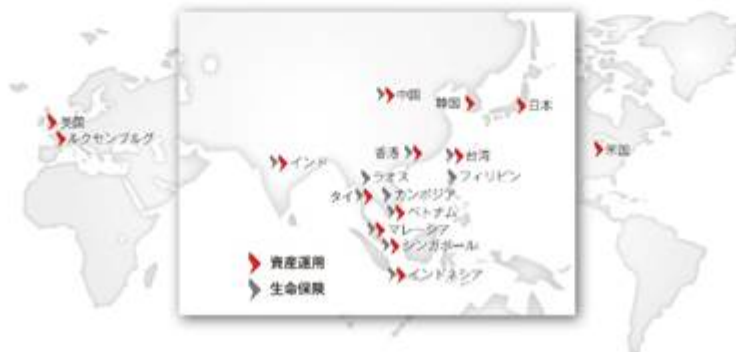 中国
韓国
日本
英国
ルクセンブルグ
米国
香港
台湾
インド
ラオス
フィリピン
タイ
カンボジア
ベトナム
マレーシア
シンガポール
資産運用
インドネシア
生命保険